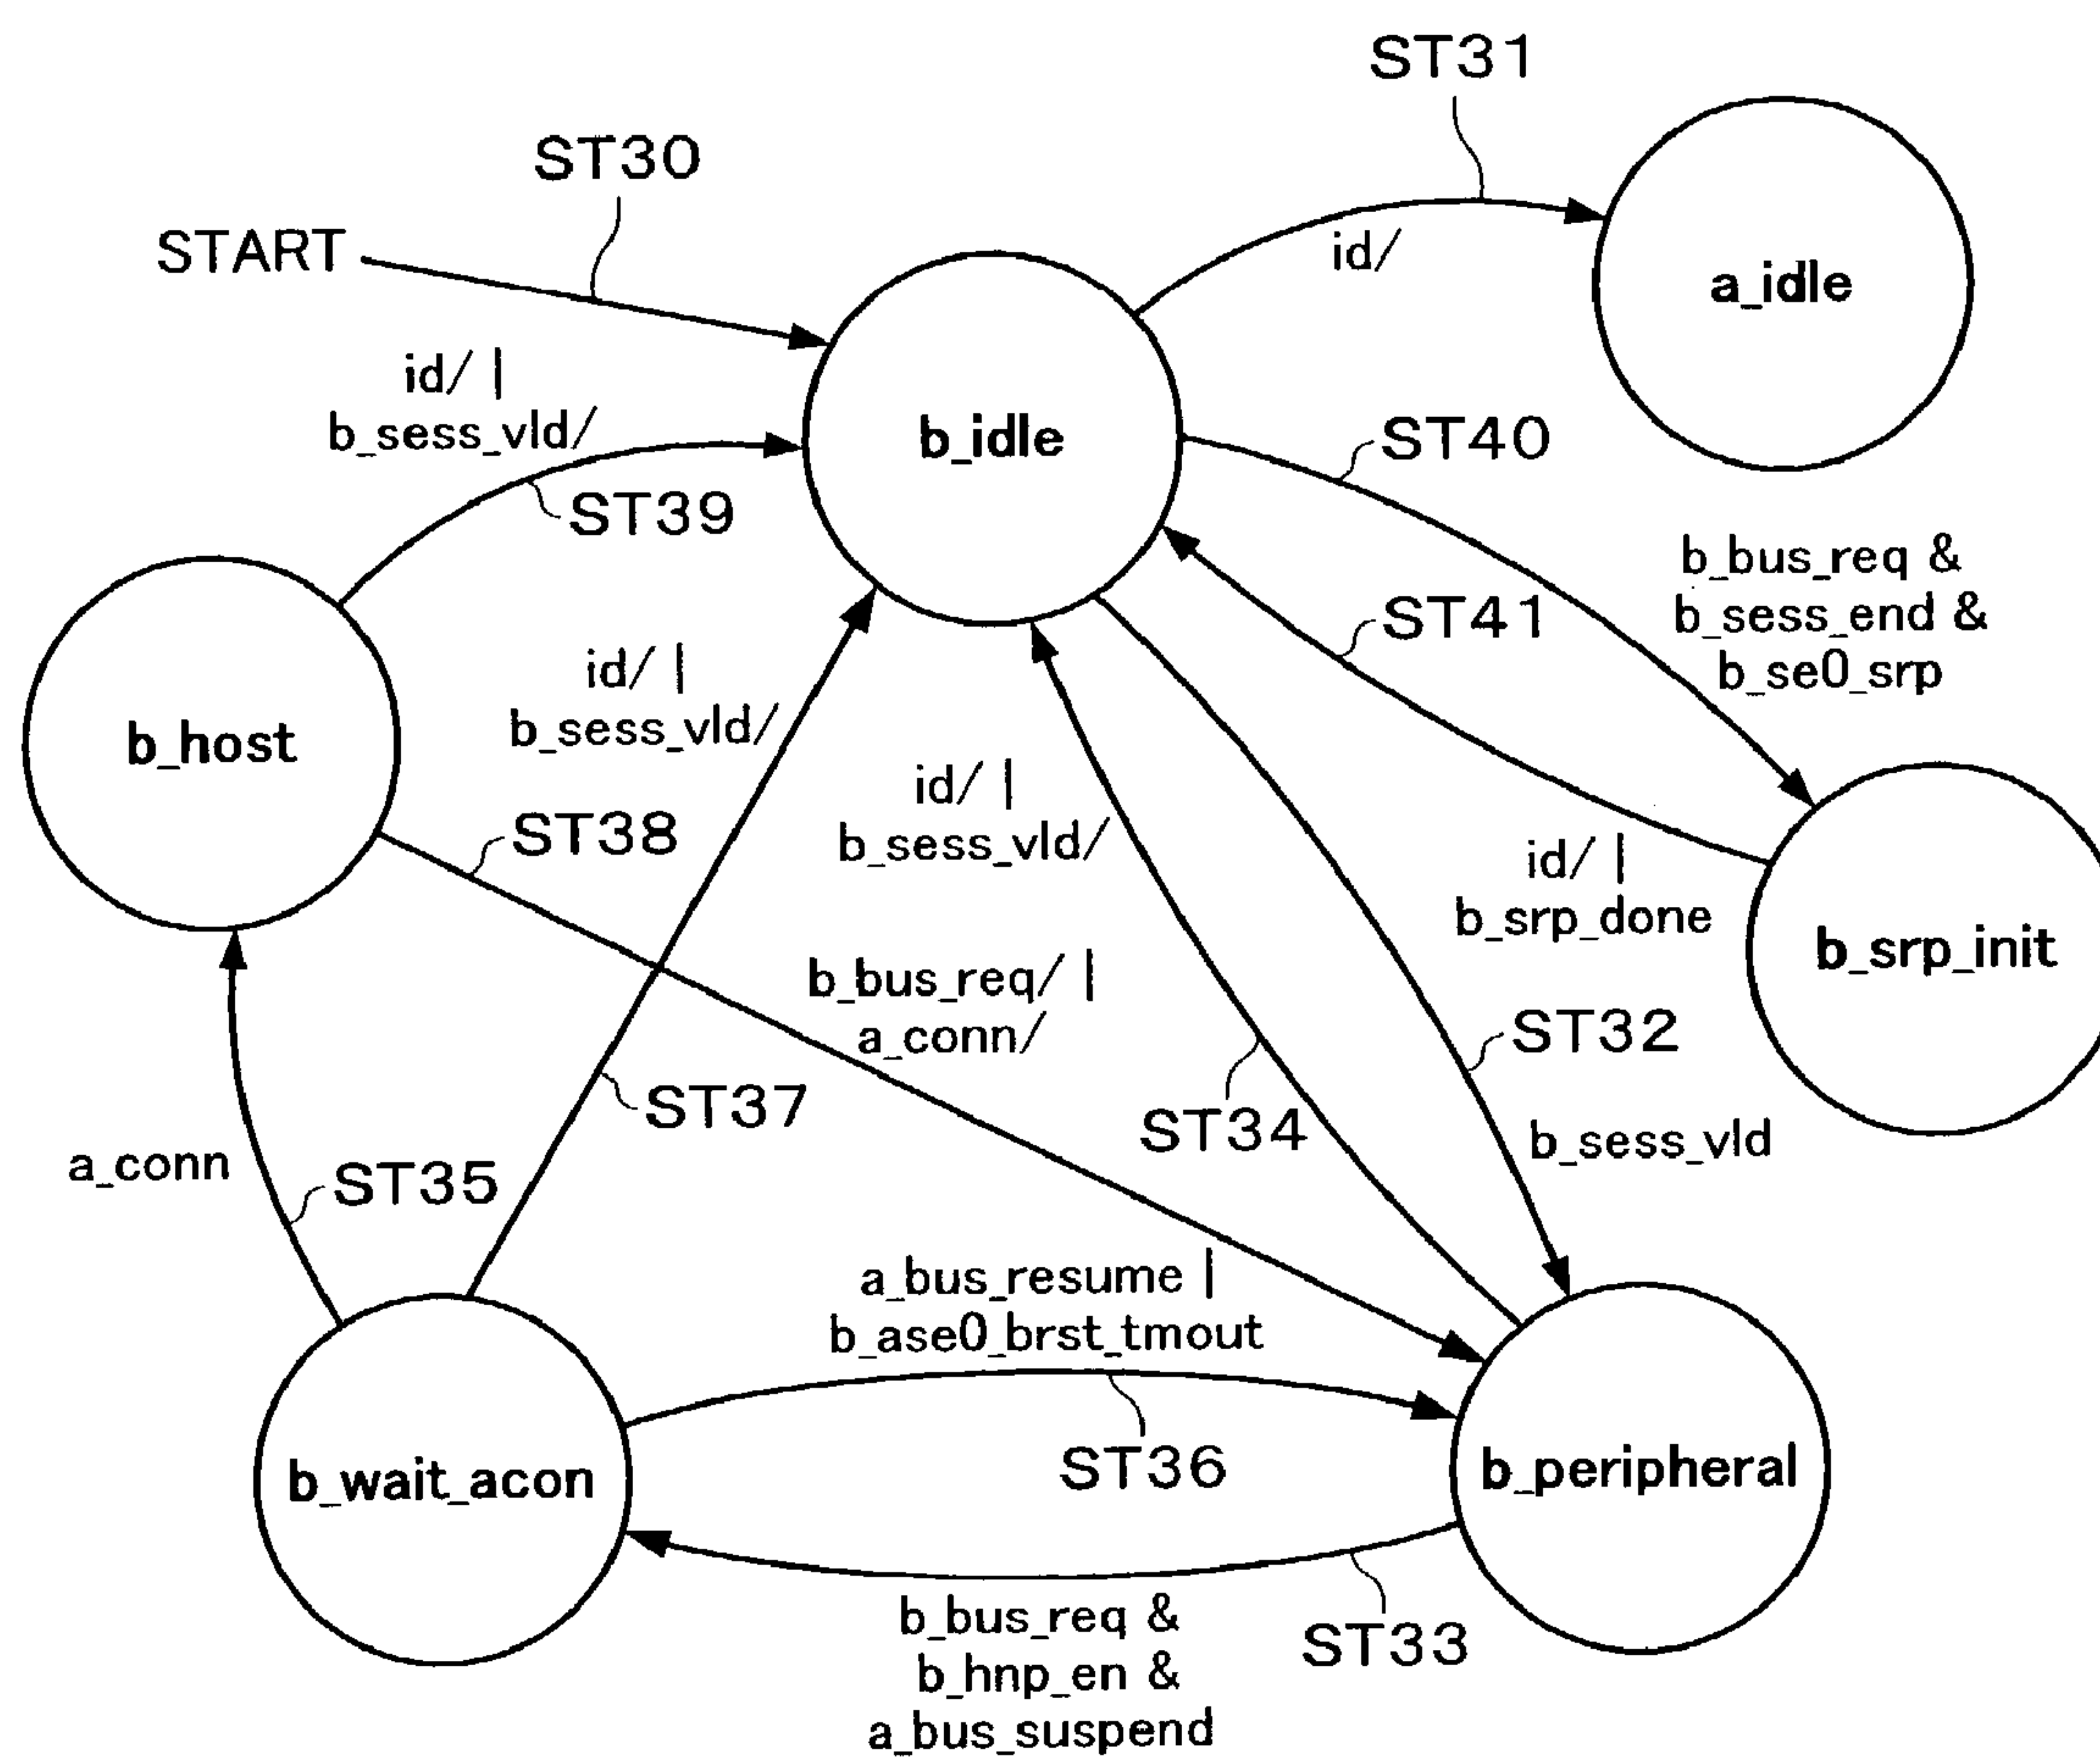 ST31
ST30
START
id/
a_idle
id/ |
b_sess_vld/
b_idle
ST40
ST39
b_bus_req &
b_sess_end &
b_se0_srp
ST41
id/ |
b_sess_vld/
b_host
id/ |
b_sess_vld/
ST38
id/ |
b_srp_done
b_srp_init
b_bus_req/ |
a_conn/
ST32
ST37
ST34
b_sess_vld
a_conn
ST35
a_bus_resume |
b_ase0_brst_tmout
ST36
b_wait_acon
b_peripheral
b_bus_req &
b_hnp_en &
a_bus_suspend
ST33